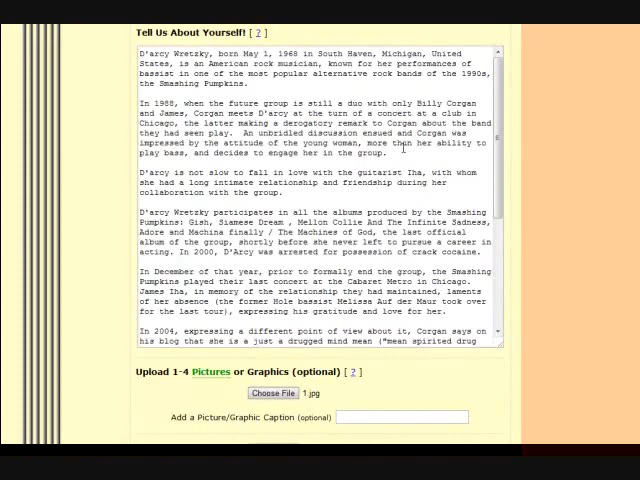 Tell Us About Yourself! [ ? ]
D'arcy Wretzky, born May 1, 1968 in South Haven, Michigan, United
States, is an American rock musician, known for her performances of
bassist in one of the most popular alternative rock bands of the 1990s,
the Smashing Pumpkins.
In 1988, when the future group is still a duo with only Billy Corgan
and James, Corgan meets D'arcy at the turn of a concert at a club in
Chicago, the latter making a derogatory remark to Corgan about the band
they had seen play.  An unbridled discussion ensued and Corgan was
impressed by the attitude of the young woman, more than her ability to
play bass, and decides to engage her in the group.
D'arcy is not slow to fall in love with the guitarist Iha, with whom
she had a long intimate relationship and friendship during her
collaboration with the group.
D'arcy Wretzky participates in all the albums produced by the Smashing
Pumpkins: Gish, Siamese Dream , Mellon Collie And The Infinite Sadness,
Adore and Machina finally / The Machines of God, the last official
album of the group, shortly before she never left to pursue a career in
acting. In 2000, D'Arcy was arrested for possession of crack cocaine.
In December of that year, prior to formally end the group, the Smashing
Pumpkins played their last concert at the Cabaret Metro in Chicago.
James Iha, in memory of the relationship they had maintained, laments
of her absence (the former Hole bassist Melissa Auf der Maur took over
for the last tour), expressing his gratitude and love for her.
In 2004, expressing a different point of view about it, Corgan says on
his blog that she is a just a drugged mind mean ("mean spirited drug
Upload 1-4 Pictures or Graphics (optional) [ ? ]
Choose File 1.jpg
Add a Picture/Graphic Caption (optional)